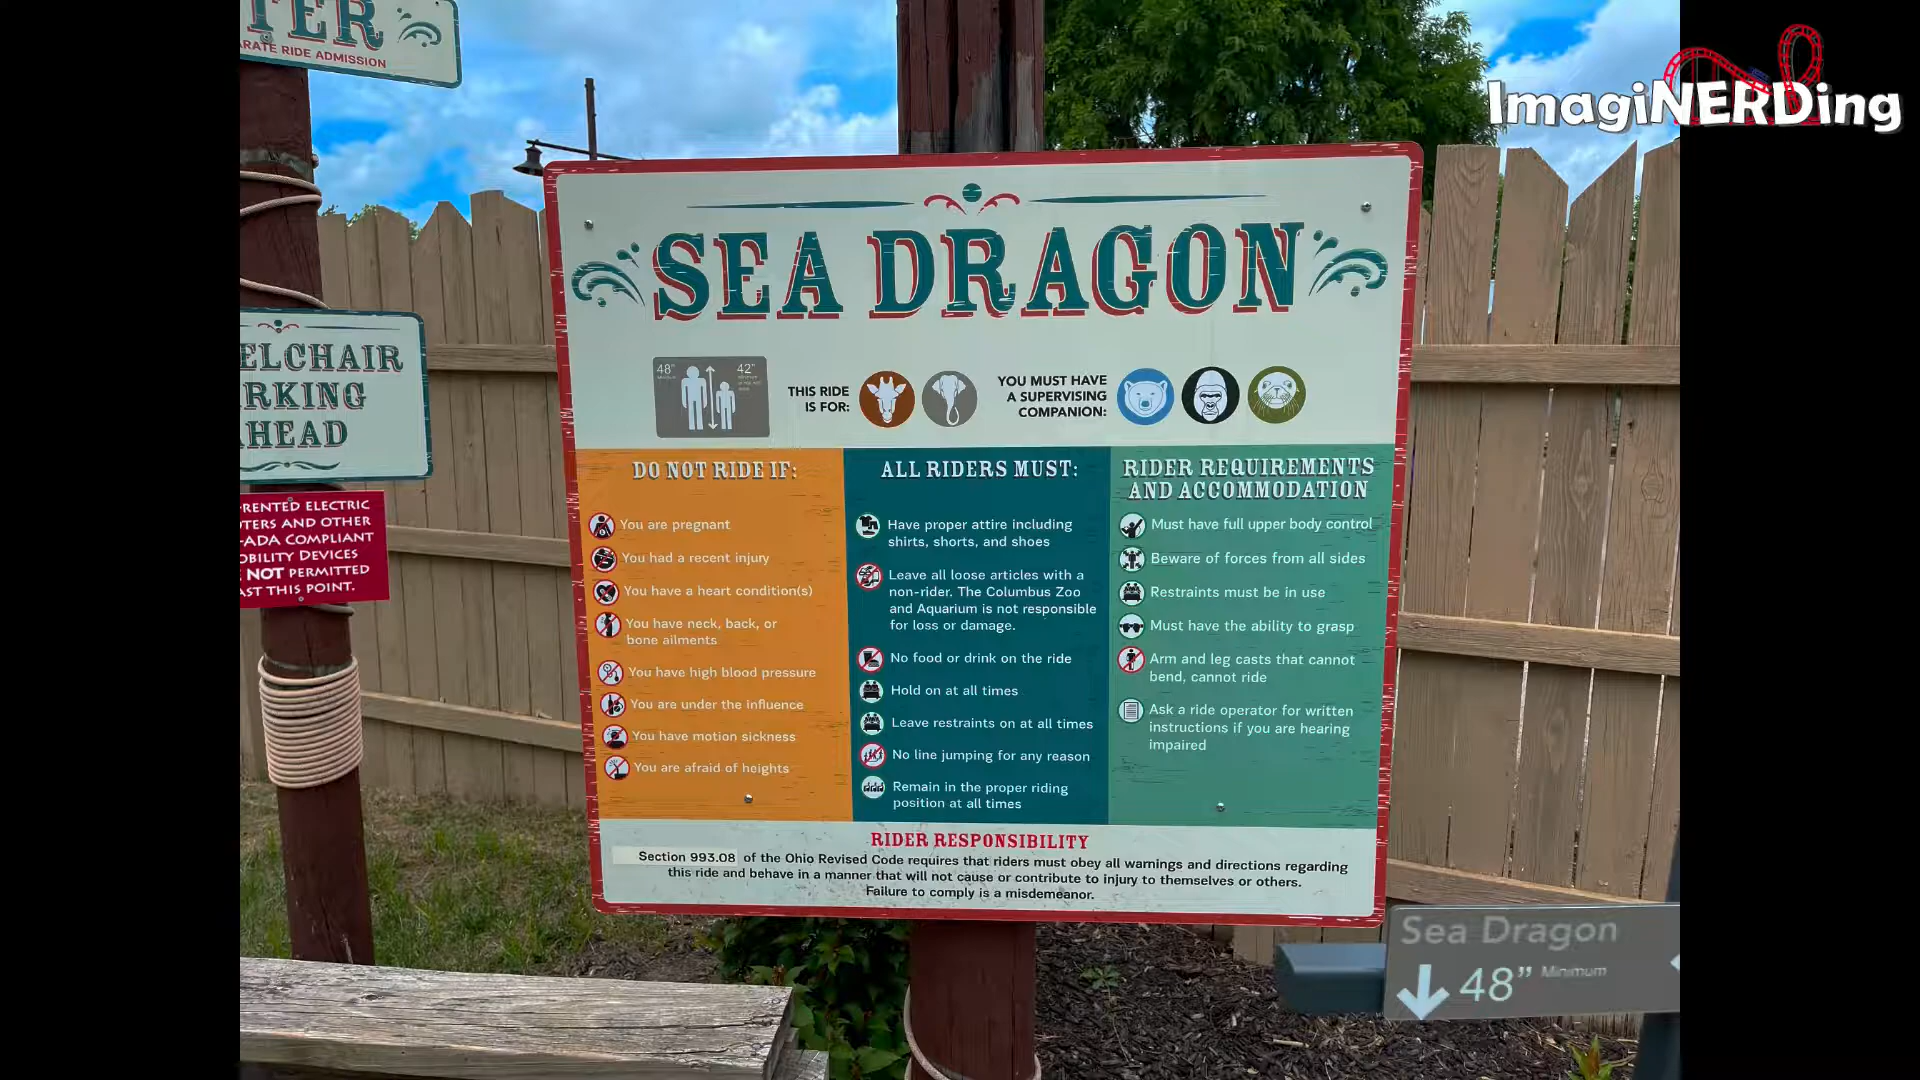 TER
RATE RIDE ADMISSION
ImagiNERDing
SEA DRAGON
48"
42"
THIS RIDE
IS FOR:
YOU MUST HAVE
A SUPERVISING
COMPANION:
ELCHAIR
RKING
AHEAD
RENTED ELECTRIC
TERS AND OTHER
-ADA COMPLIANT
OBILITY DEVICES
NOT PERMITTED
AST THIS POINT.
DO NOT RIDE IF:
You are pregnant
You had a recent injury
You have a heart condition(s)
You have neck, back, or
bone ailments
You have high blood pressure
You are under the influence
You have motion sickness
You are afraid of heights
ALL RIDERS MUST:
Have proper attire including
shirts, shorts, and shoes
Leave all loose articles with a
non-rider. The Columbus Zoo
and Aquarium is not responsible
for loss or damage.
No food or drink on the ride
Hold on at all times
Leave restraints on at all times
No line jumping for any reason
Remain in the proper riding
position at all times
RIDER REQUIREMENTS
AND ACCOMMODATION
Must have full upper body control
Beware of forces from all sides
Restraints must be in use
Must have the ability to grasp
Arm and leg casts that cannot
bend, cannot ride
Ask a ride operator for written
instructions if you are hearing
impaired
RIDER RESPONSIBILITY
Section 993.08 of the Ohio Revised Code requires that riders must obey all warnings and directions regarding
this ride and behave in a manner that will not cause or contribute to injury to themselves or others.
Failure to comply is a misdemeanor.
Sea Dragon
48" Minimum